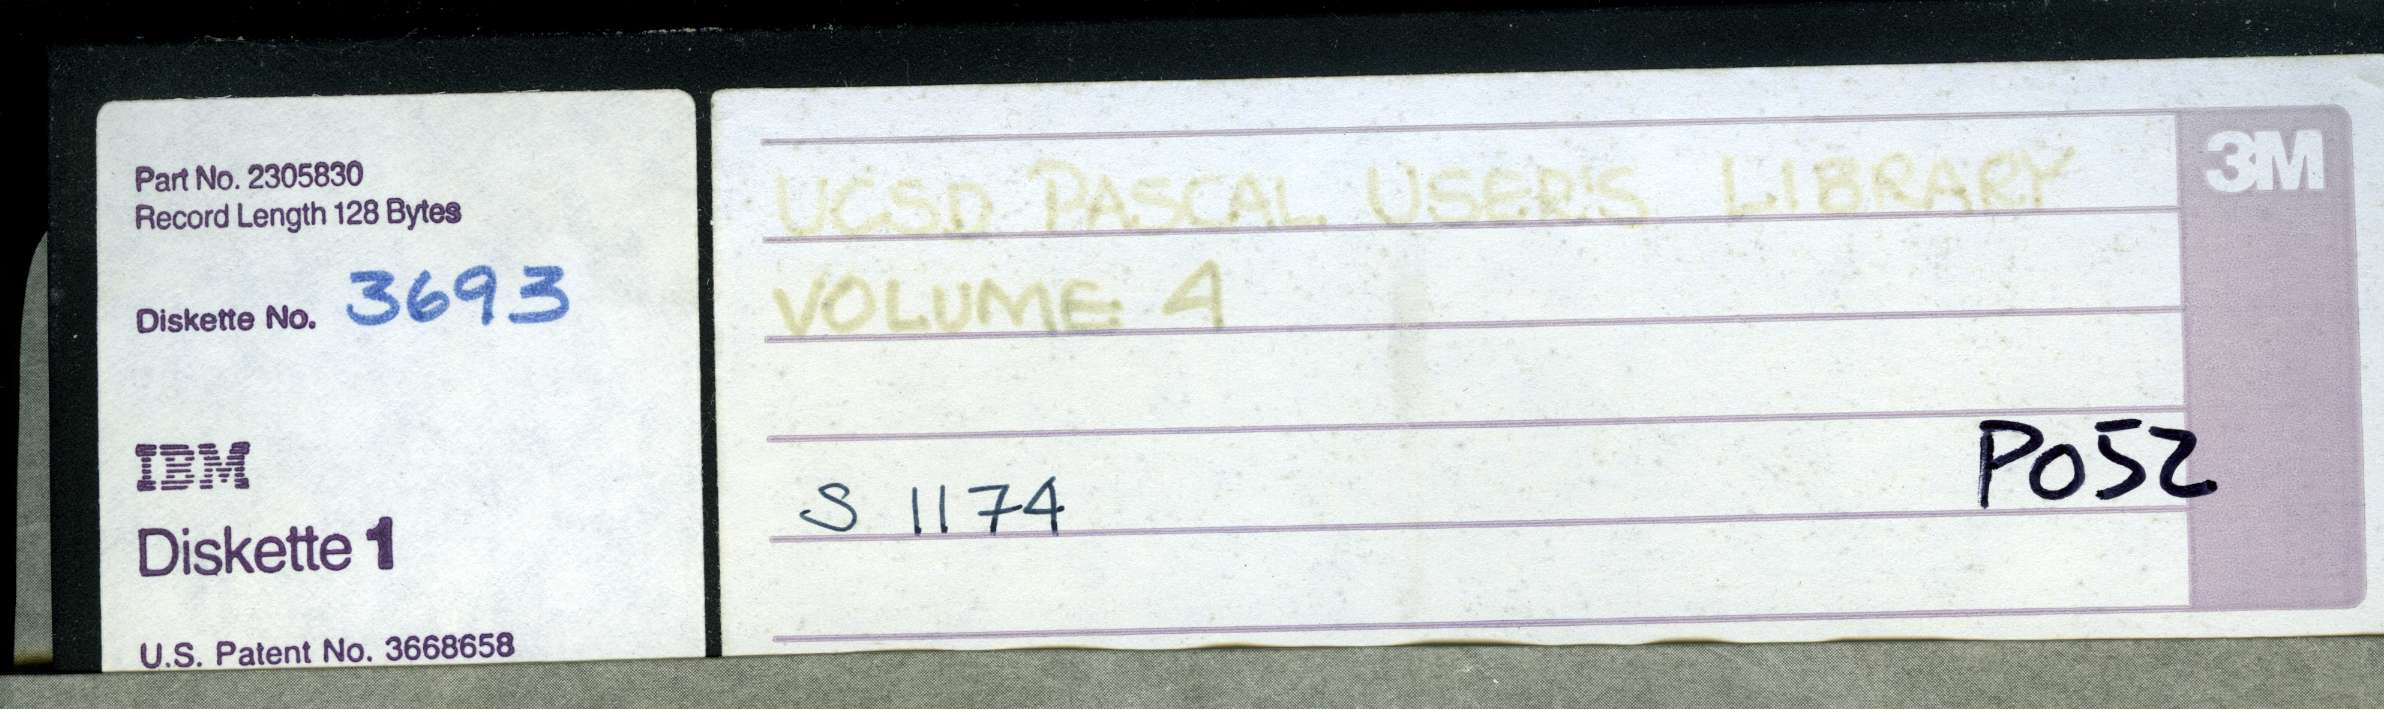 Part No. 2305830
Record Length 128 Bytes
Diskette No. 3693
IBM
Diskette 1
U.S. Patent No. 3668658
3M
UCSD PASCAL USER'S LIBRARY
VOLUME 4
P052
S 1174